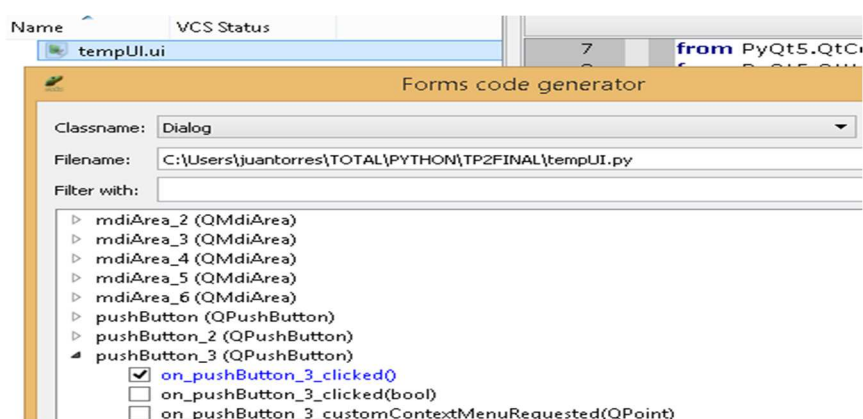 Name VCS Status
tempUI.ui
7 from PyQt5.QtC
Forms code generator
Classname: Dialog
Filename: C:\Users\juantorres\TOTAL\PYTHON\TP2FINAL\tempUI.py
Filter with:
mdiArea_2 (QMdiArea)
mdiArea_3 (QMdiArea)
mdiArea_4 (QMdiArea)
mdiArea_5 (QMdiArea)
mdiArea_6 (QMdiArea)
pushButton (QPushButton)
pushButton_2 (QPushButton)
pushButton_3 (QPushButton)
on_pushButton_3_clicked()
on_pushButton_3_clicked(bool)
on_pushButton_3_customContextMenuRequested(QPoint)